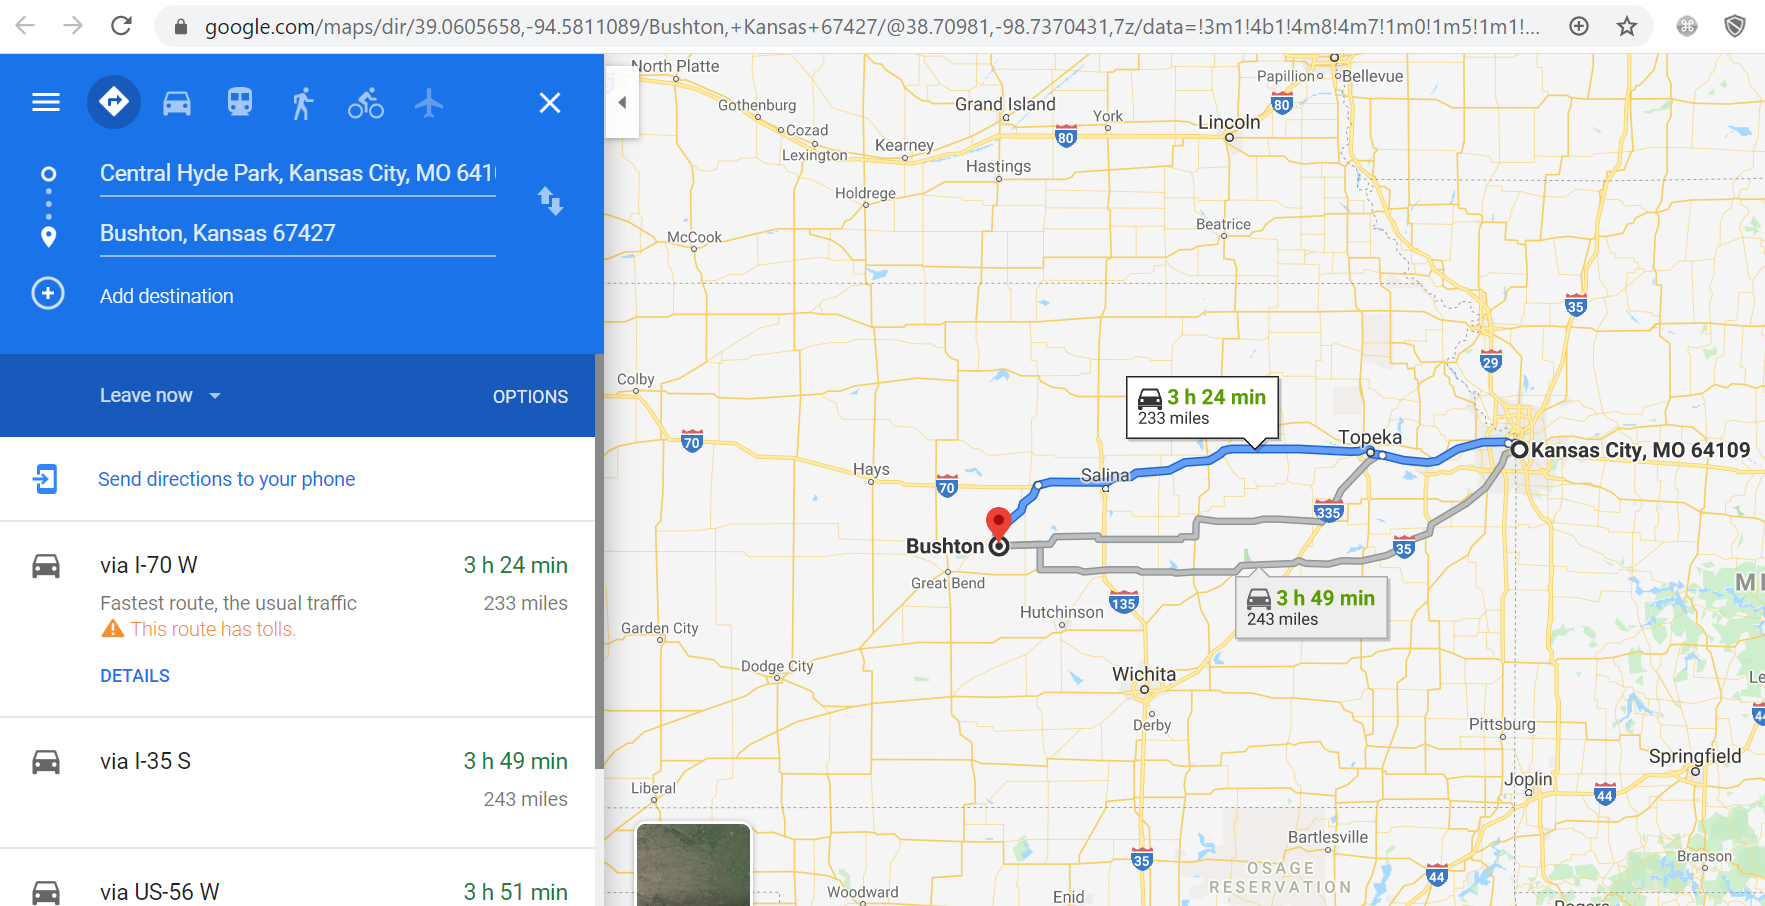 google.com/maps/dir/39.0605658,-94.5811089/Bushton,+Kansas+67427/@38.70981,-98.7370431,7z/data=!3m1!4b1!4m8!4m7!1m0!1m5!1m1!...
Central Hyde Park, Kansas City, MO 641
Bushton, Kansas 67427
Add destination
Leave now
OPTIONS
Send directions to your phone
via I-70 W
3 h 24 min
Fastest route, the usual traffic
233 miles
This route has tolls.
DETAILS
via I-35 S
3 h 49 min
243 miles
via US-56 W
3 h 51 min
North Platte
Papillion
Bellevue
Gothenburg
Grand Island
York
80
Cozad
Lincoln
80
Lexington
Kearney
Hastings
Holdrege
Beatrice
McCook
35
29
Colby
3 h 24 min
233 miles
70
Topeka
Kansas City, MO 64109
Hays
Salina
70
335
Bushton
35
Great Bend
Hutchinson
135
3 h 49 min
243 miles
MI
Garden City
Dodge City
Wichita
Le
Derby
Pittsburg
44
Springfield
Liberal
Joplin
44
Bartlesville
35
OSAGE
RESERVATION
44
Branson
Woodward
Enid